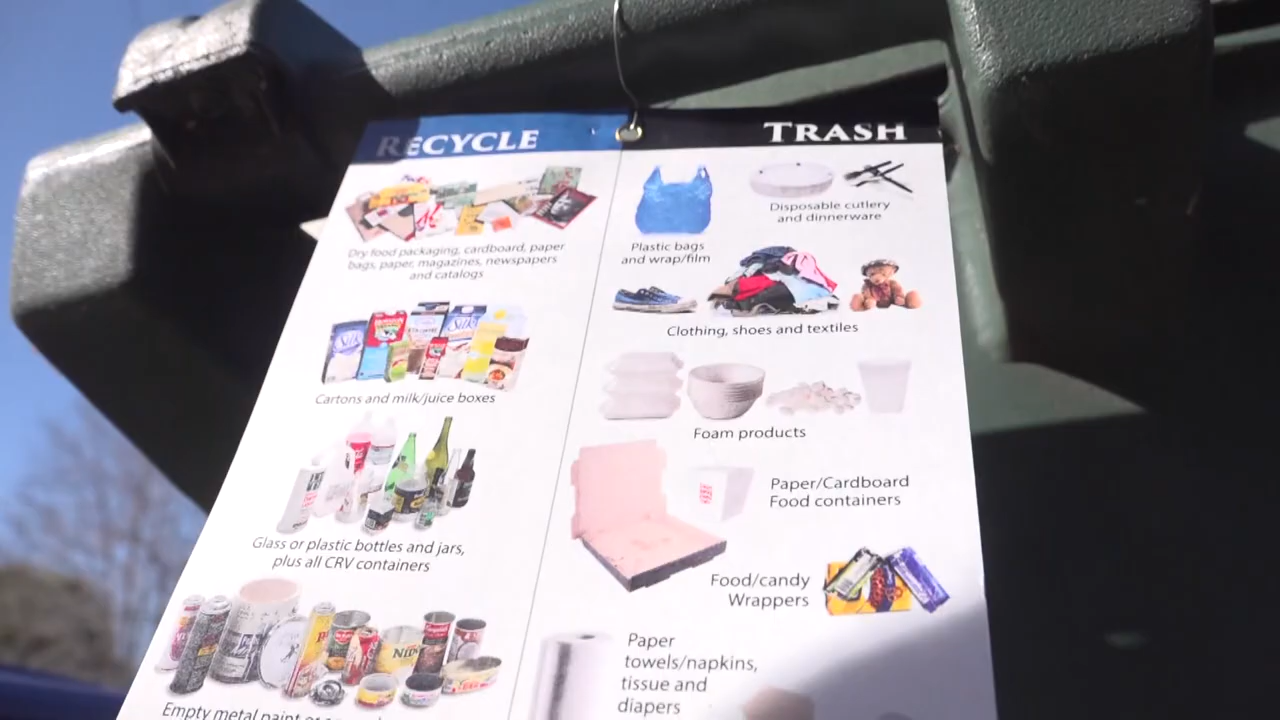 RECYCLE
Dry food packaging, cardboard, paper
bags, paper, magazines, newspapers
and catalogs
Silk
Silk
Cartons and milk/juice boxes
Glass or plastic bottles and jars,
plus all CRV containers
Empty metal paint or
TRASH
Disposable cutlery
and dinnerware
Plastic bags
and wrap/film
Clothing, shoes and textiles
Foam products
Paper/Cardboard
Food containers
Food/candy
Wrappers
Paper
towels/napkins,
tissue and
diapers